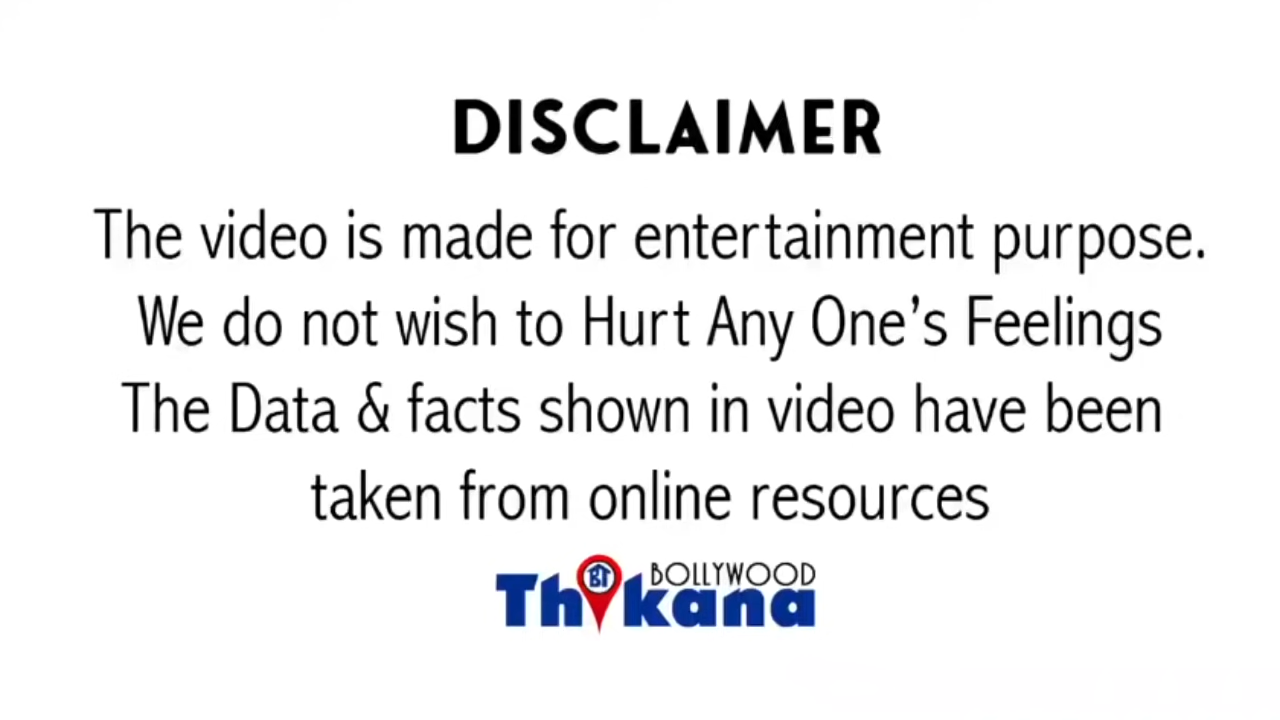 DISCLAIMER
The video is made for entertainment purpose.
We do not wish to Hurt Any One’s Feelings
The Data & facts shown in video have been
taken from online resources
BT BOLLYWOOD
Thikana